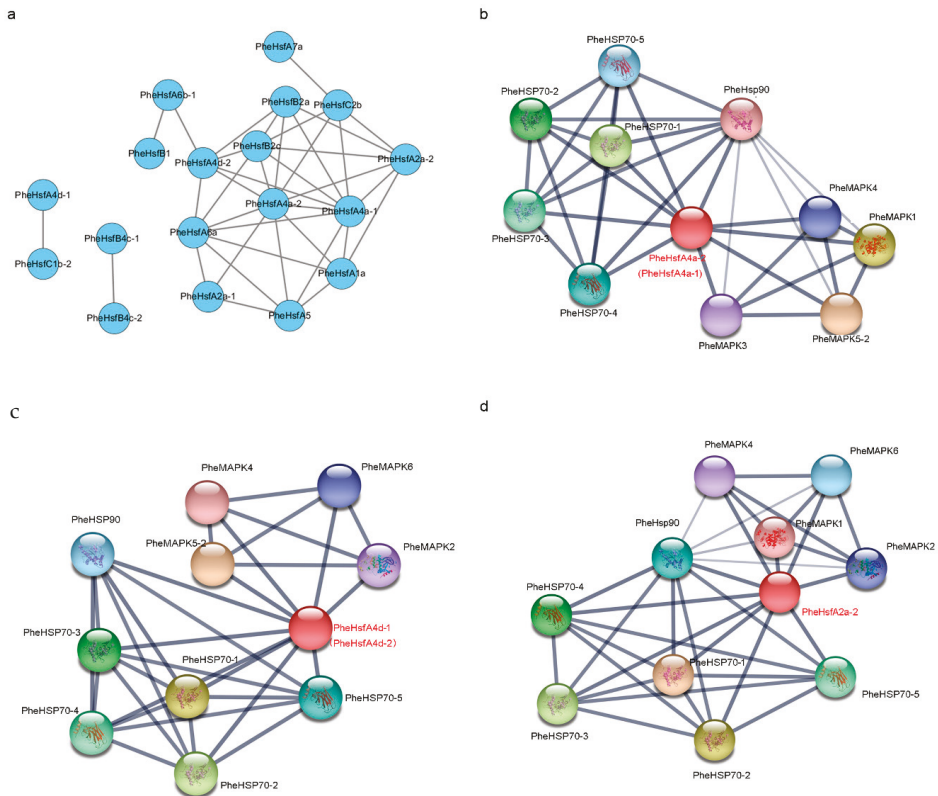 a
PheHsfA7a
PheHsfA6b-1
PheHsfB2a
PheHsfC2b
PheHsfB1
PheHsfB2c
PheHsfA4d-2
PheHsfA2a-2
PheHsfA4d-1
PheHsfA4a-2
PheHsfA4a-1
PheHsfB4c-1
PheHsfA6a
PheHsfC1b-2
PheHsfA1a
PheHsfA2a-1
PheHsfB4c-2
PheHsfA5
b
PheHSP70-5
PheHSP70-2
PheHsp90
PheHSP70-1
PheMAPK4
PheMAPK1
PheHSP70-3
PheHsfA4a-2
(PheHsfA4a-1)
PheHSP70-4
PheMAPK3
PheMAPK5-2
c
PheMAPK4
PheMAPK6
PheHSP90
PheMAPK5-2
PheMAPK2
PheHsfA4d-1
(PheHsfA4d-2)
PheHSP70-3
PheHSP70-1
PheHSP70-4
PheHSP70-5
PheHSP70-2
d
PheMAPK4
PheMAPK6
PheHsp90
PheMAPK1
PheMAPK2
PheHSP70-4
PheHsfA2a-2
PheHSP70-1
PheHSP70-5
PheHSP70-3
PheHSP70-2